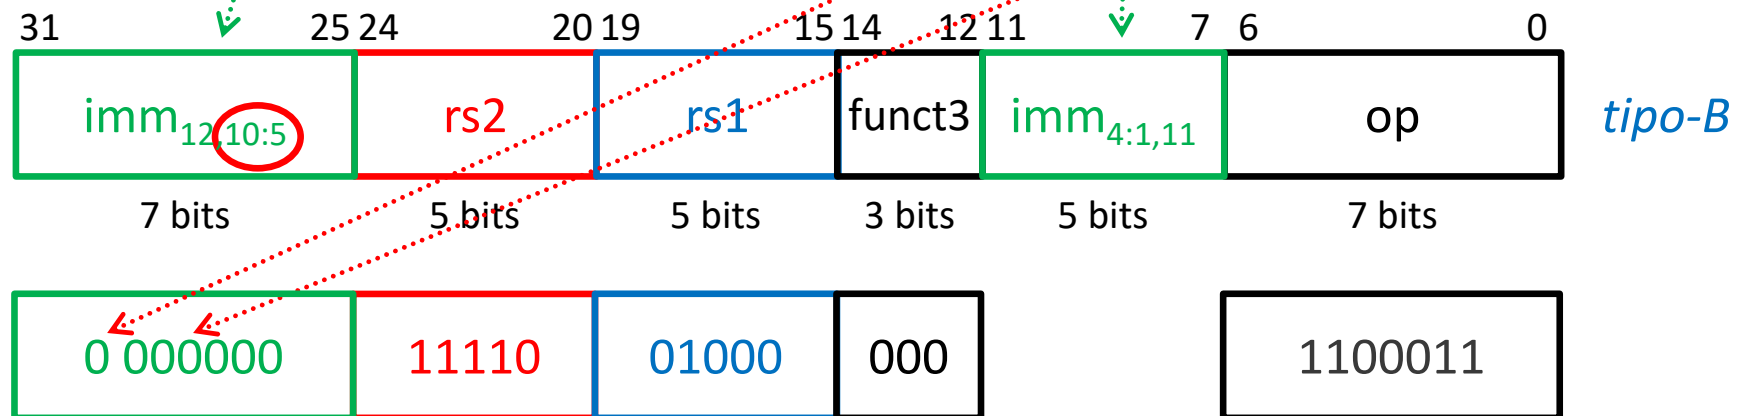 31 25 24 20 19 15 14 12 11 7 6 0
imm12,10:5 rs2 rs1 funct3 imm4:1,11 op tipo-B
7 bits 5 bits 5 bits 3 bits 5 bits 7 bits
0 000000 11110 01000 000 1100011